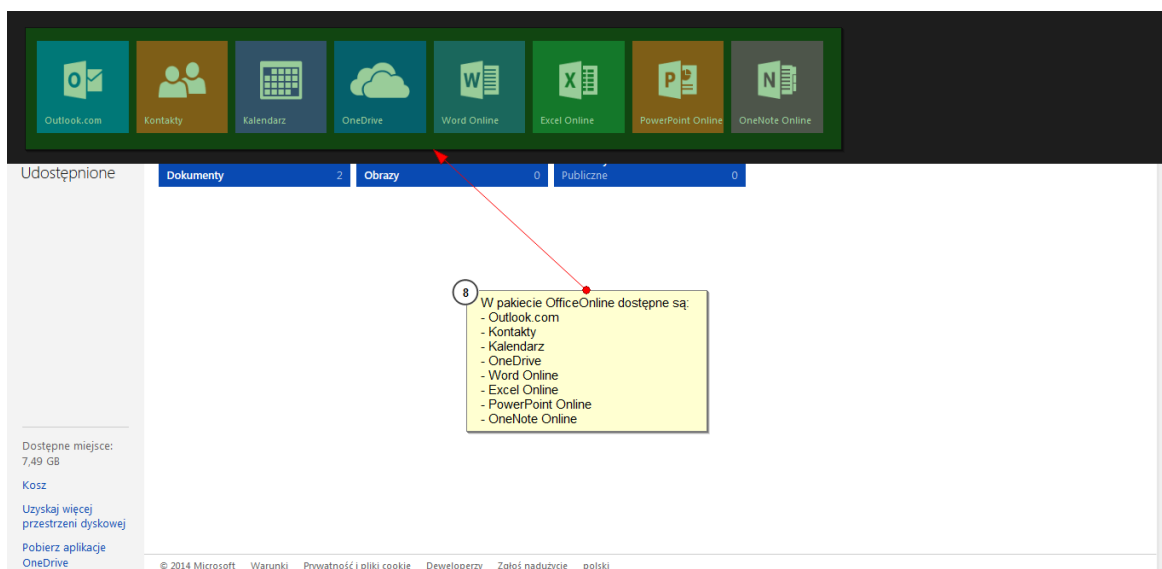 Outlook.com
Kontakty
Kalendarz
OneDrive
Word Online
Excel Online
PowerPoint Online
OneNote Online
Udostępnione
Dokumenty 2
Obrazy 0
Publiczne 0
8
W pakiecie OfficeOnline dostępne są:
- Outlook.com
- Kontakty
- Kalendarz
- OneDrive
- Word Online
- Excel Online
- PowerPoint Online
- OneNote Online
Dostępne miejsce:
7,49 GB
Kosz
Uzyskaj więcej
przestrzeni dyskowej
Pobierz aplikacje
OneDrive
© 2014 Microsoft Warunki Prywatność i pliki cookie Deweloperzy Zgłoś nadużycie polski